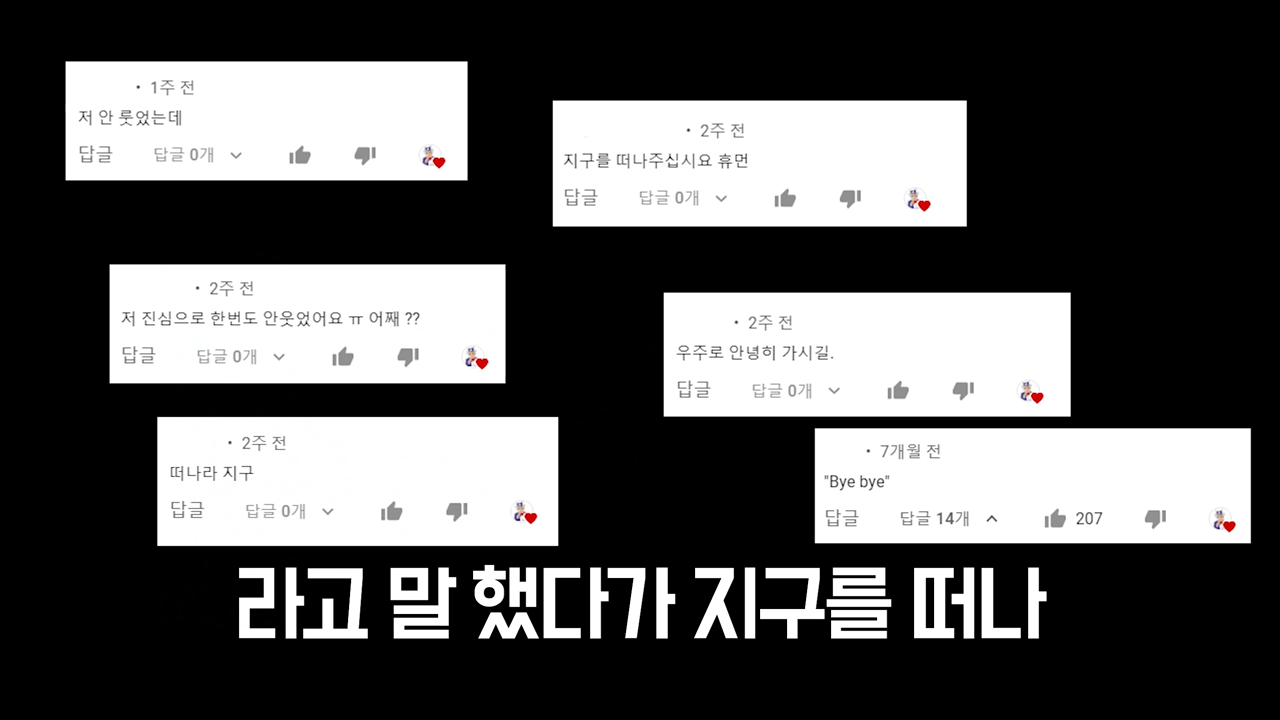 • 1주 전
저 안 룻었는데
답글 답글 0개
• 2주 전
지구를 떠나주십시요 휴먼
답글 답글 0개
• 2주 전
저 진심으로 한번도 안웃었어요 ㅠ 어째 ??
답글 답글 0개
• 2주 전
우주로 안녕히 가시길.
답글 답글 0개
• 2주 전
떠나라 지구
답글 답글 0개
• 7개월 전
"Bye bye"
답글 답글 14개 207
라고 말 했다가 지구를 떠나